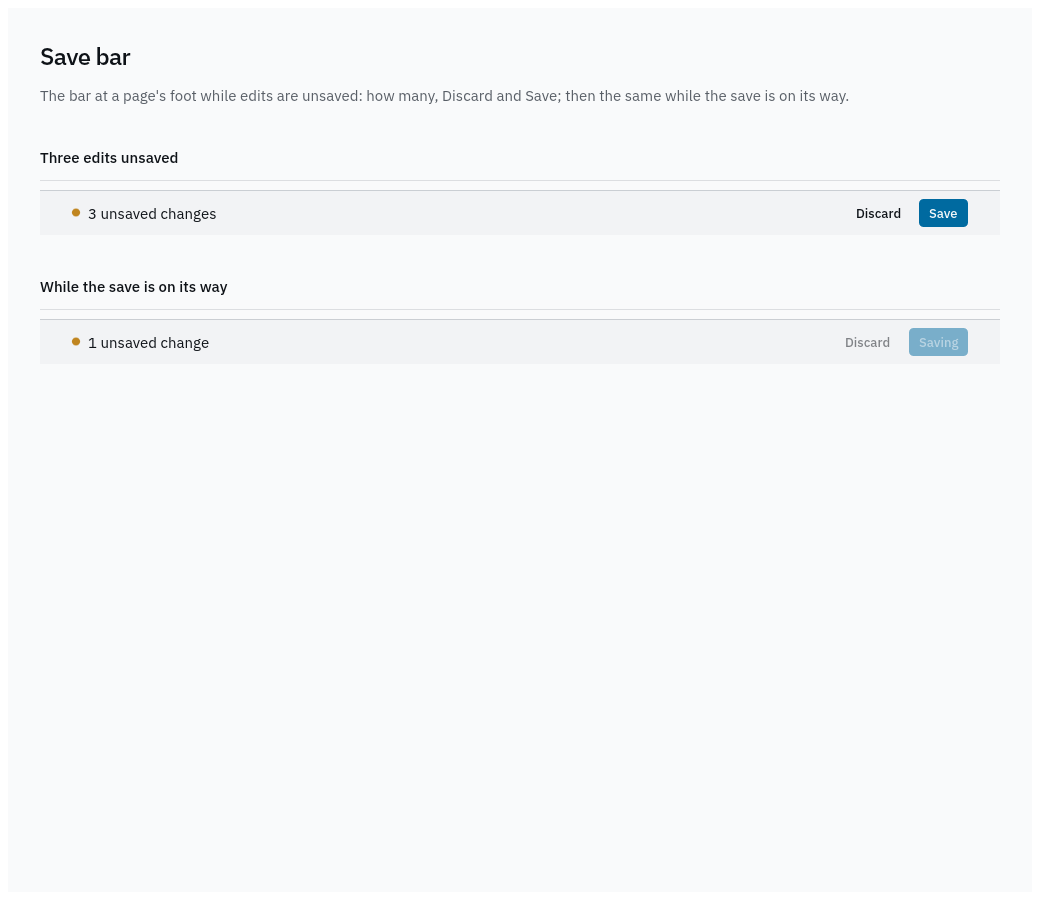 Save bar
The bar at a page's foot while edits are unsaved: how many, Discard and Save; then the same while the save is on its way.
Three edits unsaved
3 unsaved changes Discard Save
While the save is on its way
1 unsaved change Discard Saving